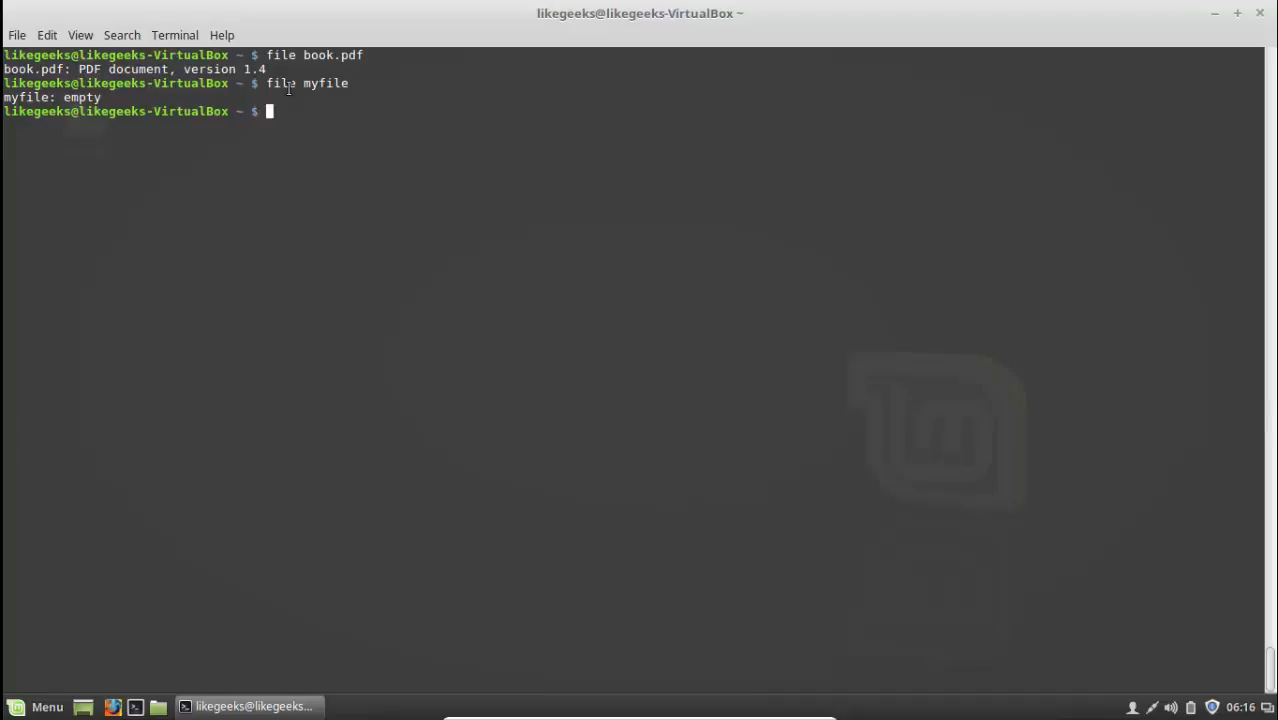 likegeeks@likegeeks-VirtualBox ~
File Edit View Search Terminal Help
likegeeks@likegeeks-VirtualBox ~ $ file book.pdf
book.pdf: PDF document, version 1.4
likegeeks@likegeeks-VirtualBox ~ $ file myfile
myfile: empty
likegeeks@likegeeks-VirtualBox ~ $
Menu likegeeks@likegeeks... 06:16